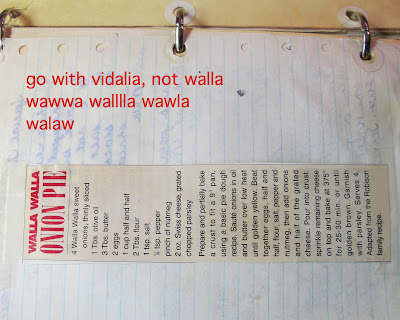 go with vidalia, not walla
wawwa walllla wawla
walaw
WALLA WALLA
ONION PIE
4 Walla Walla sweet
onions, thinly sliced
1 Tbs. olive oil
3 Tbs. butter
2 eggs
1 cup half and half
2 Tbs. flour
1 tsp. salt
⅛ tsp. pepper
pinch of nutmeg
2 oz. Swiss cheese, grated
chopped parsley
Prepare and partially bake
a crust to fit a 9" pan,
using a basic pie dough
recipe. Sauté onions in oil
and butter over low heat
until golden yellow. Beat
together eggs, half and
half, flour, salt, pepper and
nutmeg, then add onions
and half the grated
cheese. Pour into crust;
sprinkle remaining cheese
on top and bake at 375°
for 25-30 min. or until
golden brown. Garnish
with parsley. Serves 4.
Adapted from the Robison
family recipe.